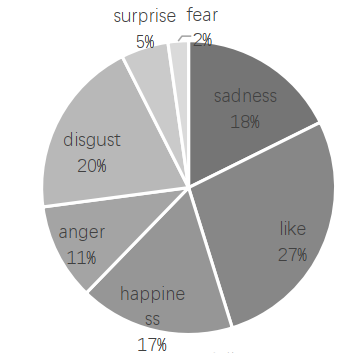 surprise
5%
fear
2%
sadness
18%
like
27%
happine
ss
17%
anger
11%
disgust
20%